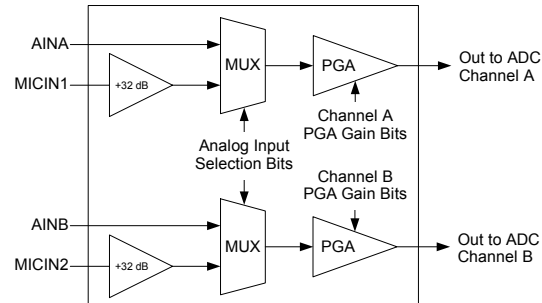 AINA
MICIN1
+32 dB
MUX
PGA
Out to ADC
Channel A
Channel A
PGA Gain Bits
Analog Input
Selection Bits
Channel B
PGA Gain Bits
AINB
MICIN2
+32 dB
MUX
PGA
Out to ADC
Channel B